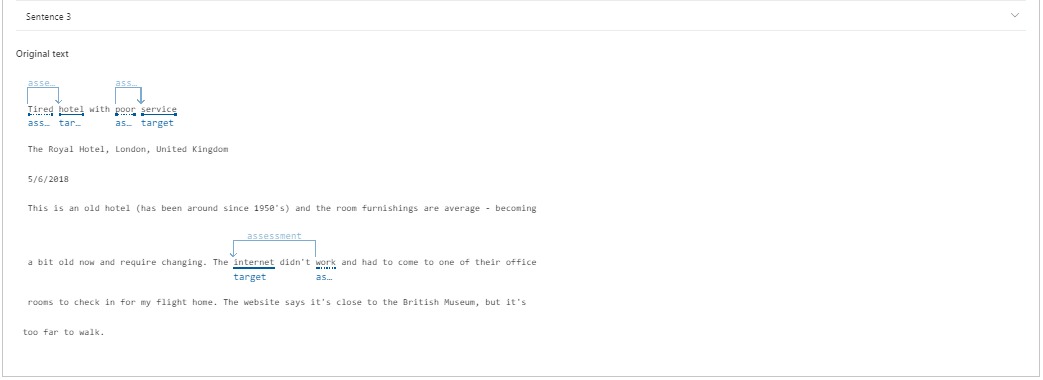 Sentence 3
Original text
asse… ass…
Tired hotel with poor service
ass… tar… as… target
The Royal Hotel, London, United Kingdom
5/6/2018
This is an old hotel (has been around since 1950's) and the room furnishings are average - becoming
assessment
a bit old now and require changing. The internet didn't work and had to come to one of their office
target as…
rooms to check in for my flight home. The website says it's close to the British Museum, but it's
too far to walk.